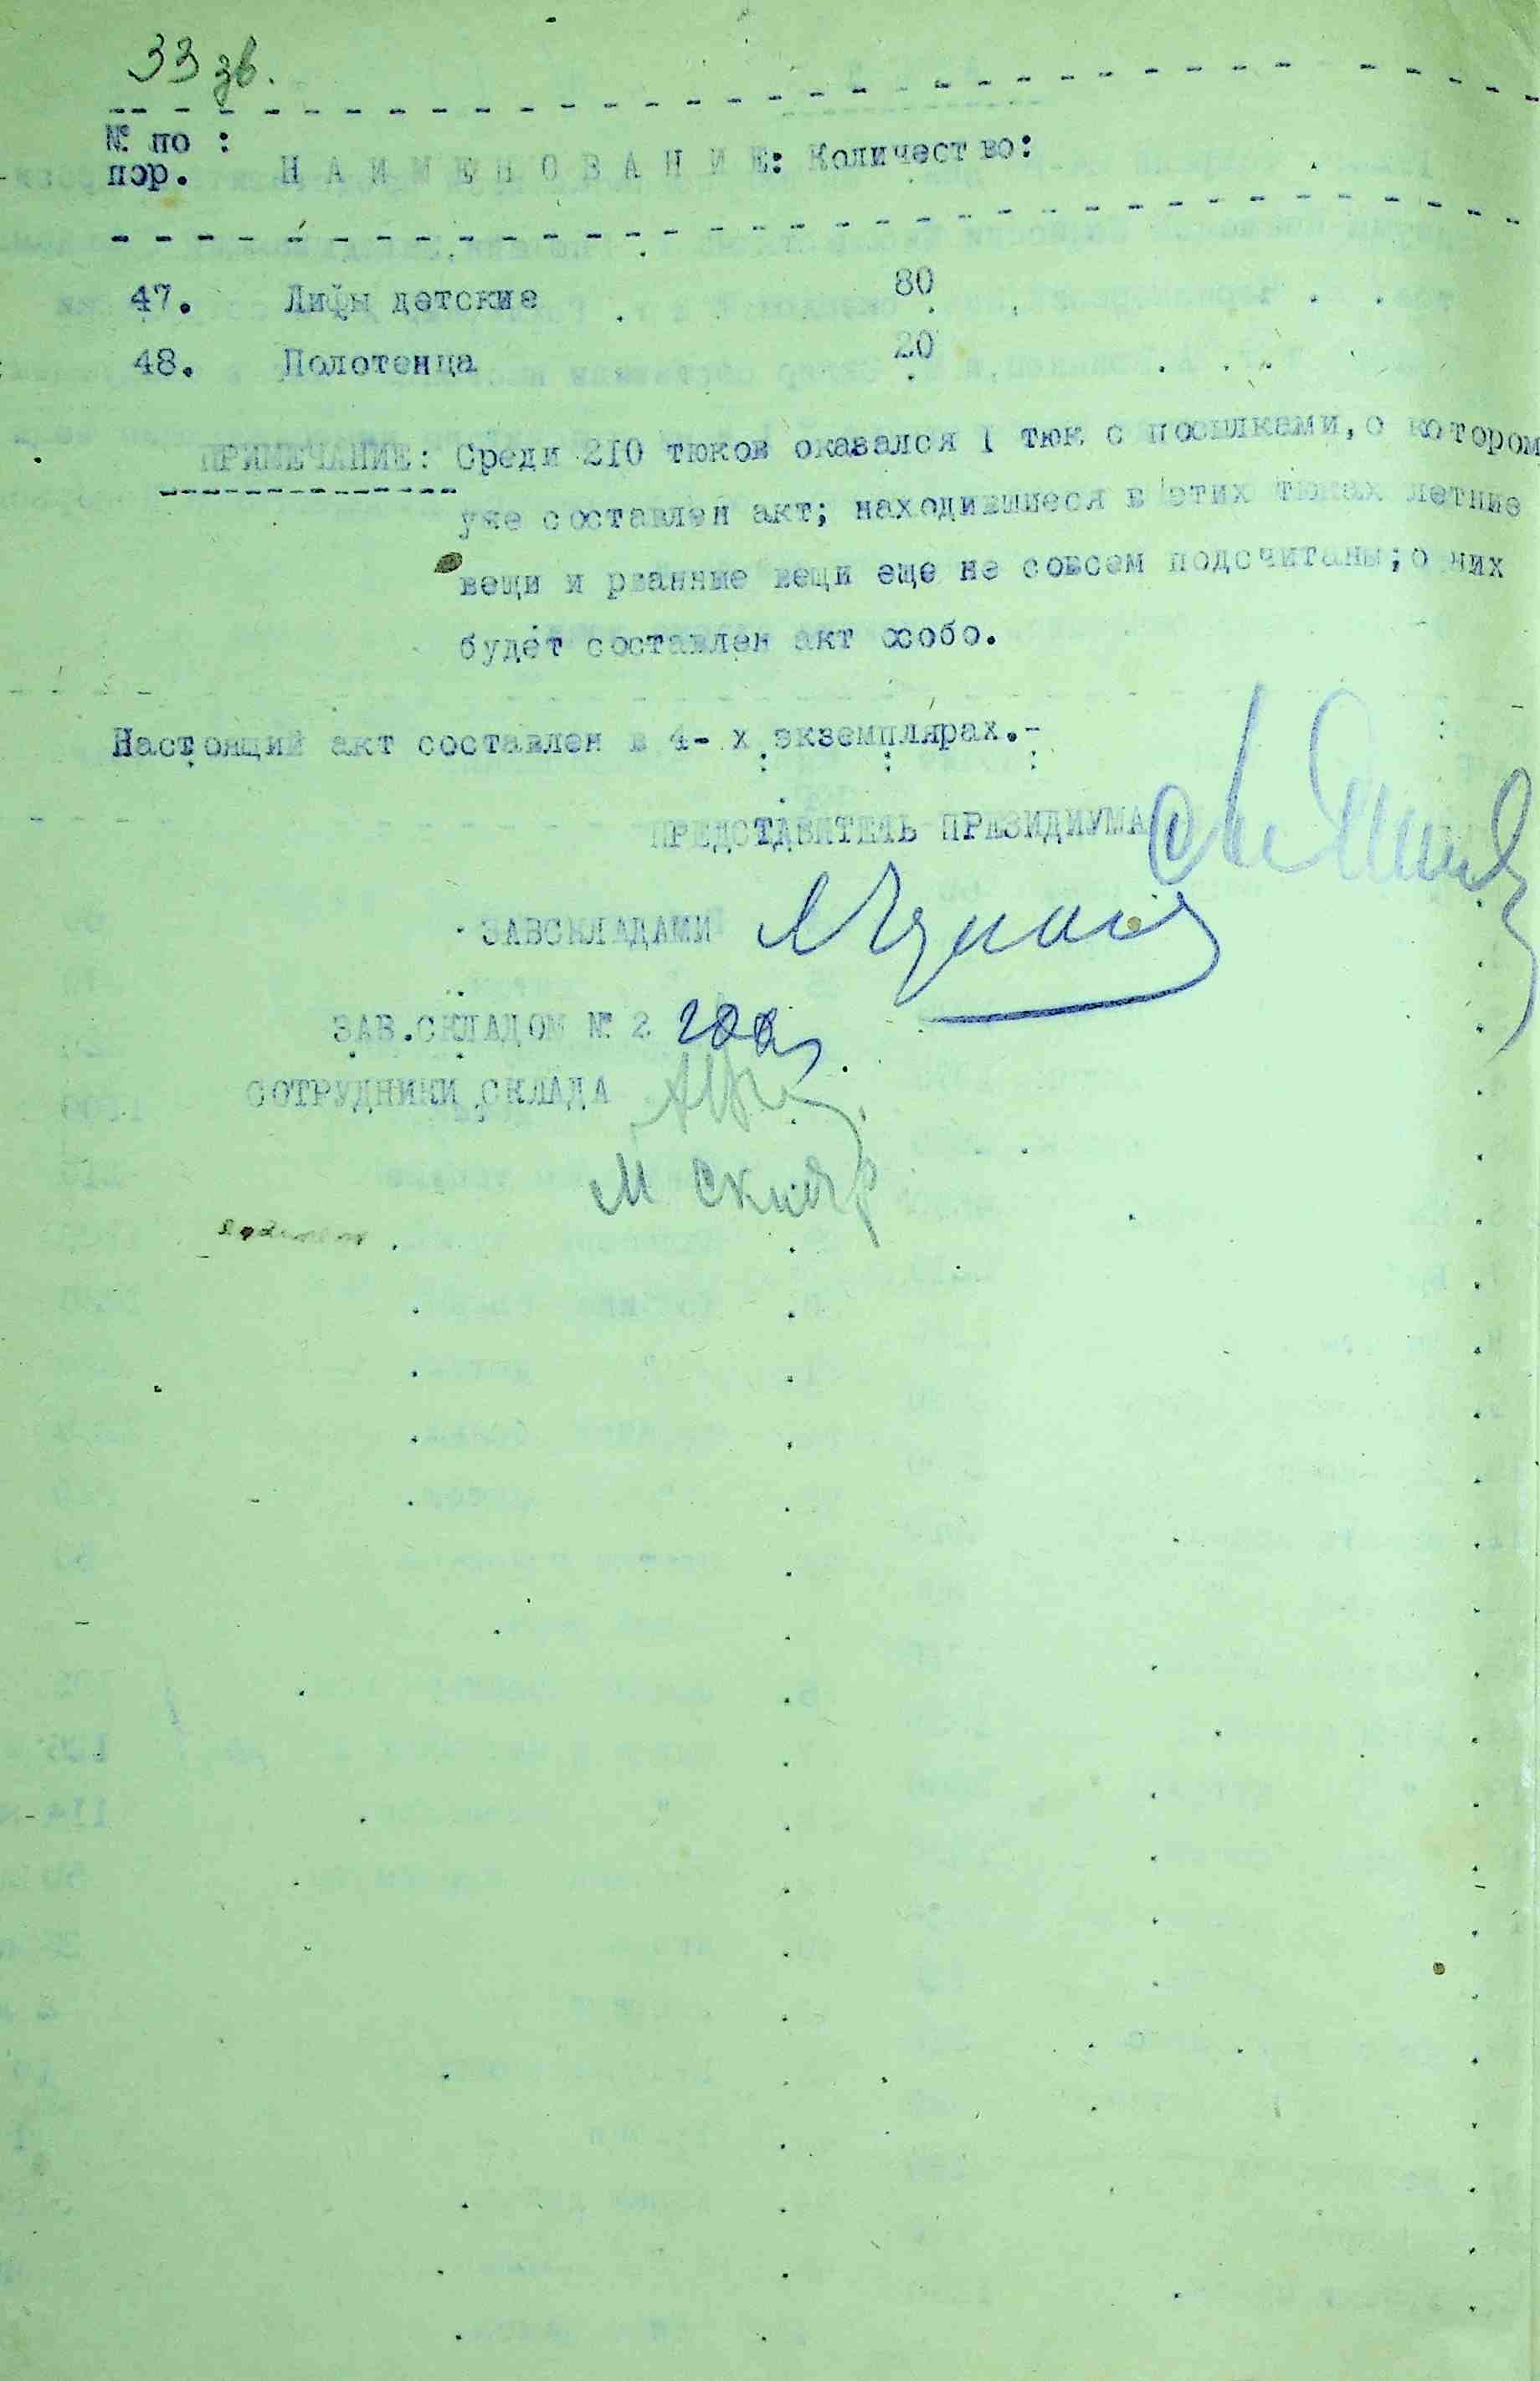 33 зв.
№ по :
пор. Н А И М Е Н О В А Н И Е: Количество:
47. Лифы детские 80
48. Полотенца 20
ПРИМЕЧАНИЕ: Среди 210 тюков оказался 1 тюк с посылками, о котором
уже составлен акт; находившиеся в этих тюках летние
вещи и рванные вещи еще не совсем подсчитаны; о них
будет составлен акт особо.
Настоящий акт составлен в 4- х экземплярах.-
ПРЕДСТАВИТЕЛЬ ПРЕЗИДИУМА
ЗАВСКЛАДАМИ
ЗАВ.СКЛАДОМ № 2
СОТРУДНИКИ СКЛАДА
М Скляр